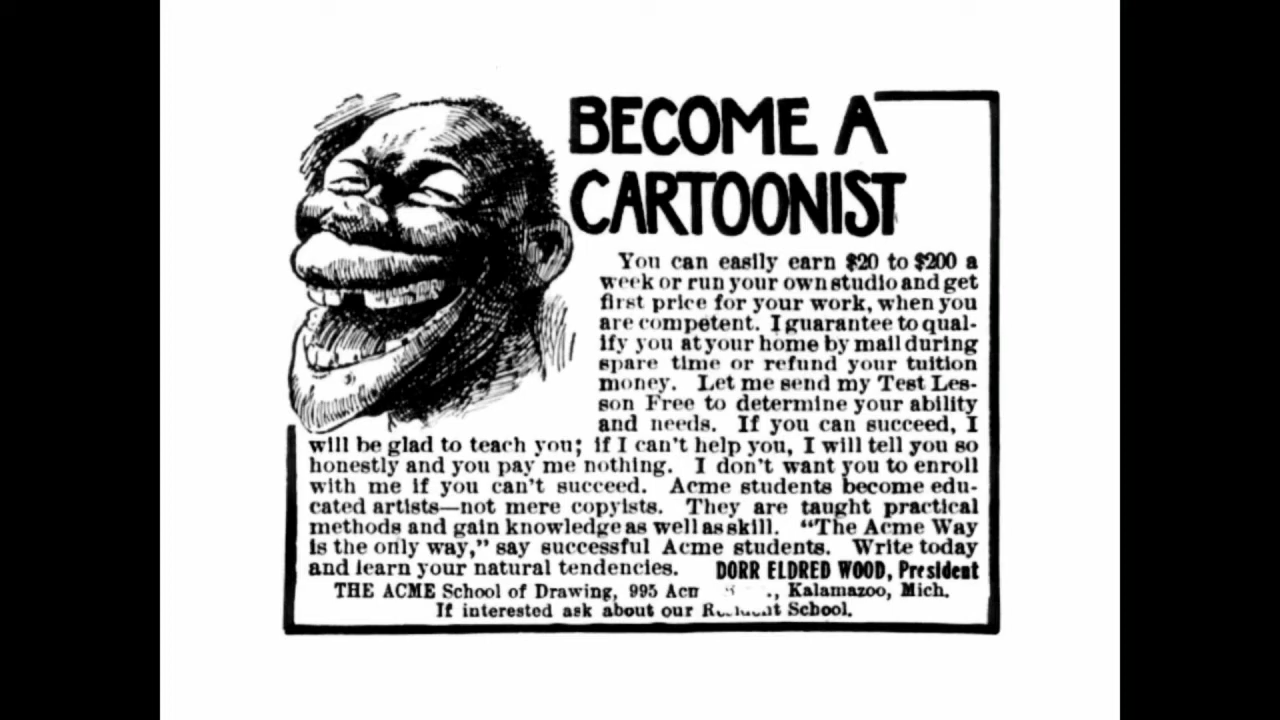 BECOME A
CARTOONIST
You can easily earn $20 to $200 a
week or run your own studio and get
first price for your work, when you
are competent. I guarantee to qual-
ify you at your home by mail during
spare time or refund your tuition
money. Let me send my Test Les-
son Free to determine your ability
and needs. If you can succeed, I
will be glad to teach you; if I can't help you, I will tell you so
honestly and you pay me nothing. I don't want you to enroll
with me if you can't succeed. Acme students become edu-
cated artists—not mere copyists. They are taught practical
methods and gain knowledge as well as skill. "The Acme Way
is the only way," say successful Acme students. Write today
and learn your natural tendencies. DORR ELDRED WOOD, President
THE ACME School of Drawing, 995 Kalamazoo, Mich.
If interested ask about our School.